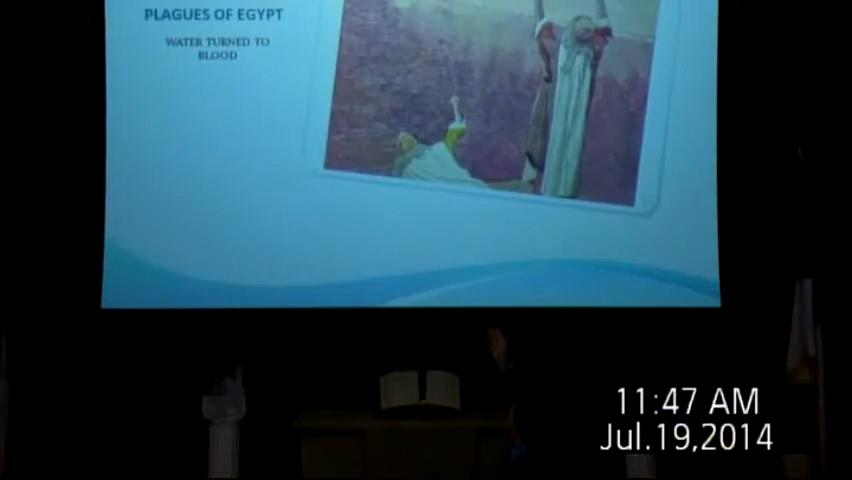 PLAGUES OF EGYPT
WATER TURNED TO
BLOOD
11:47 AM
Jul.19,2014